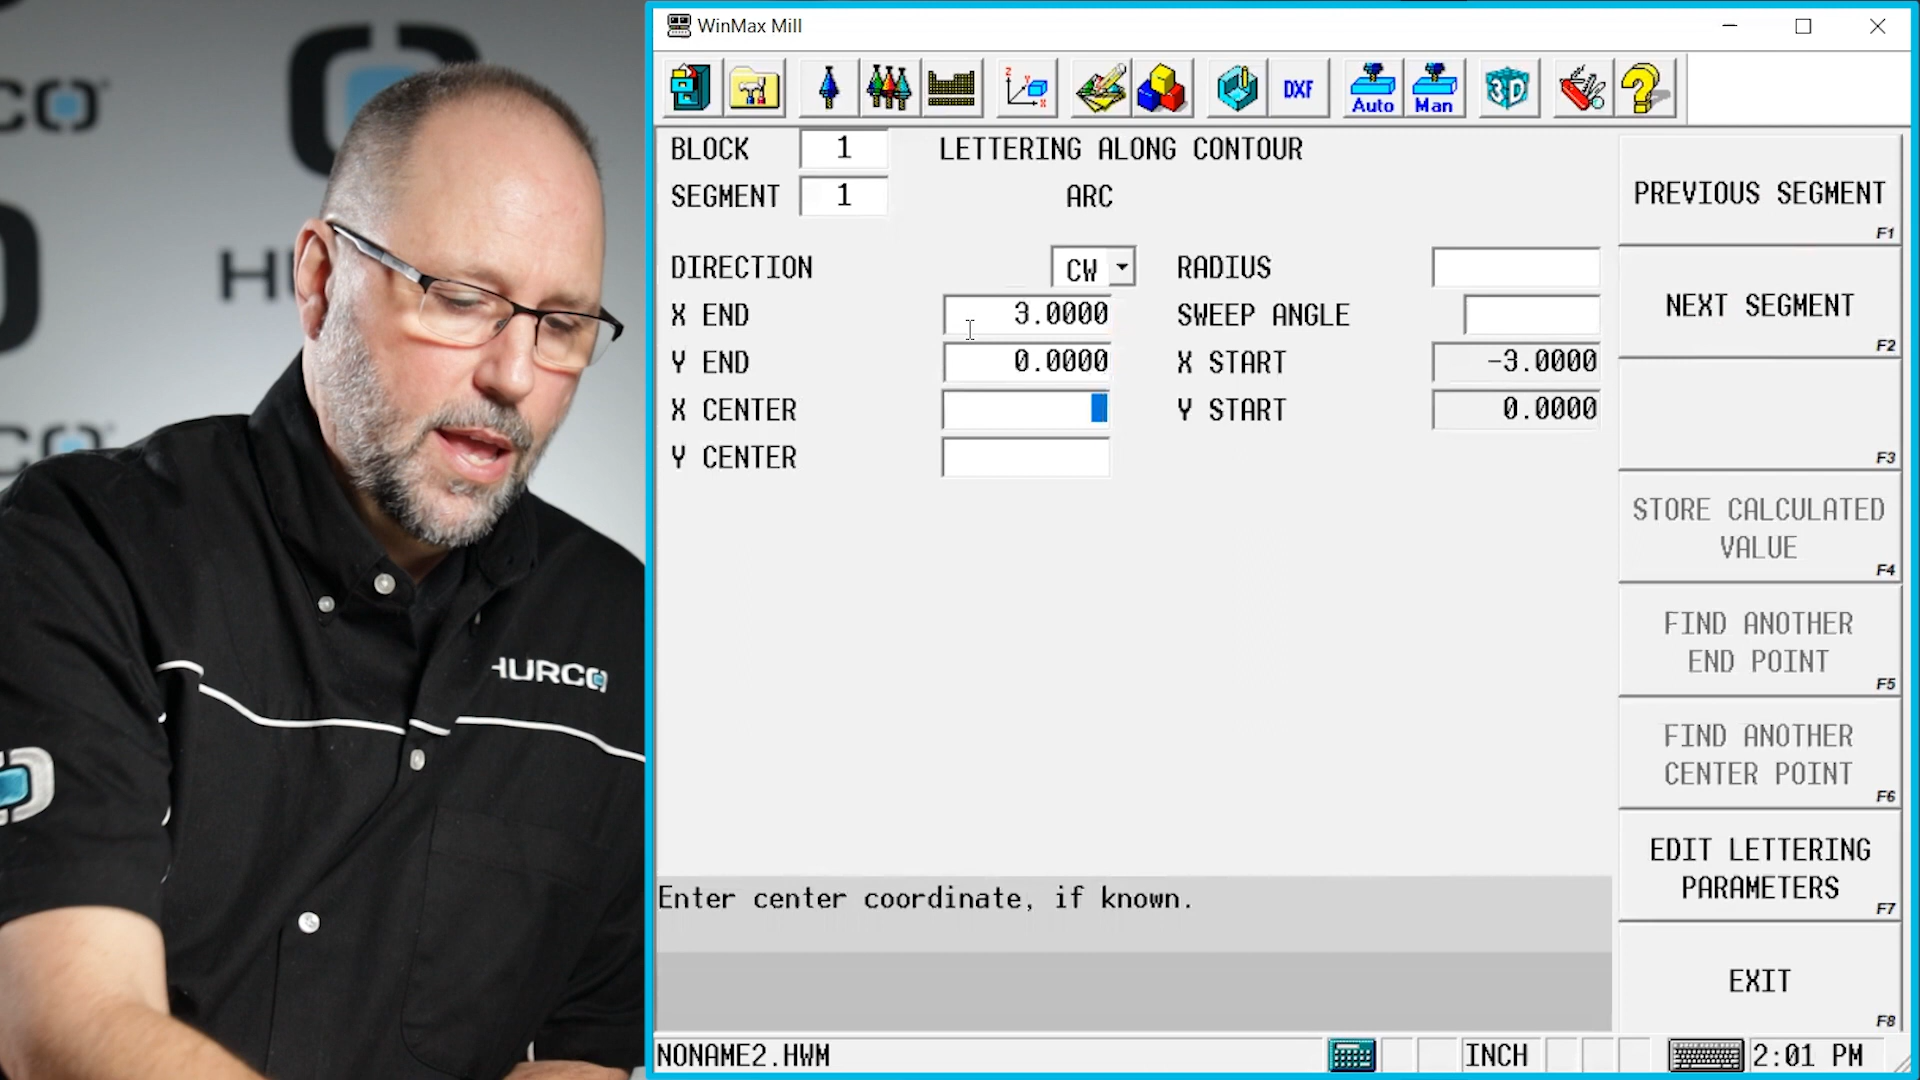 WinMax Mill
DXF
Auto
Man
3D
BLOCK 1 LETTERING ALONG CONTOUR
SEGMENT 1 ARC
DIRECTION CW RADIUS
X END 3.0000 SWEEP ANGLE
Y END 0.0000 X START -3.0000
X CENTER Y START 0.0000
Y CENTER
PREVIOUS SEGMENT
F1
NEXT SEGMENT
F2
F3
STORE CALCULATED
VALUE
F4
FIND ANOTHER
END POINT
F5
FIND ANOTHER
CENTER POINT
F6
EDIT LETTERING
PARAMETERS
F7
EXIT
F8
Enter center coordinate, if known.
NONAME2.HWM INCH 2:01 PM
HURCO